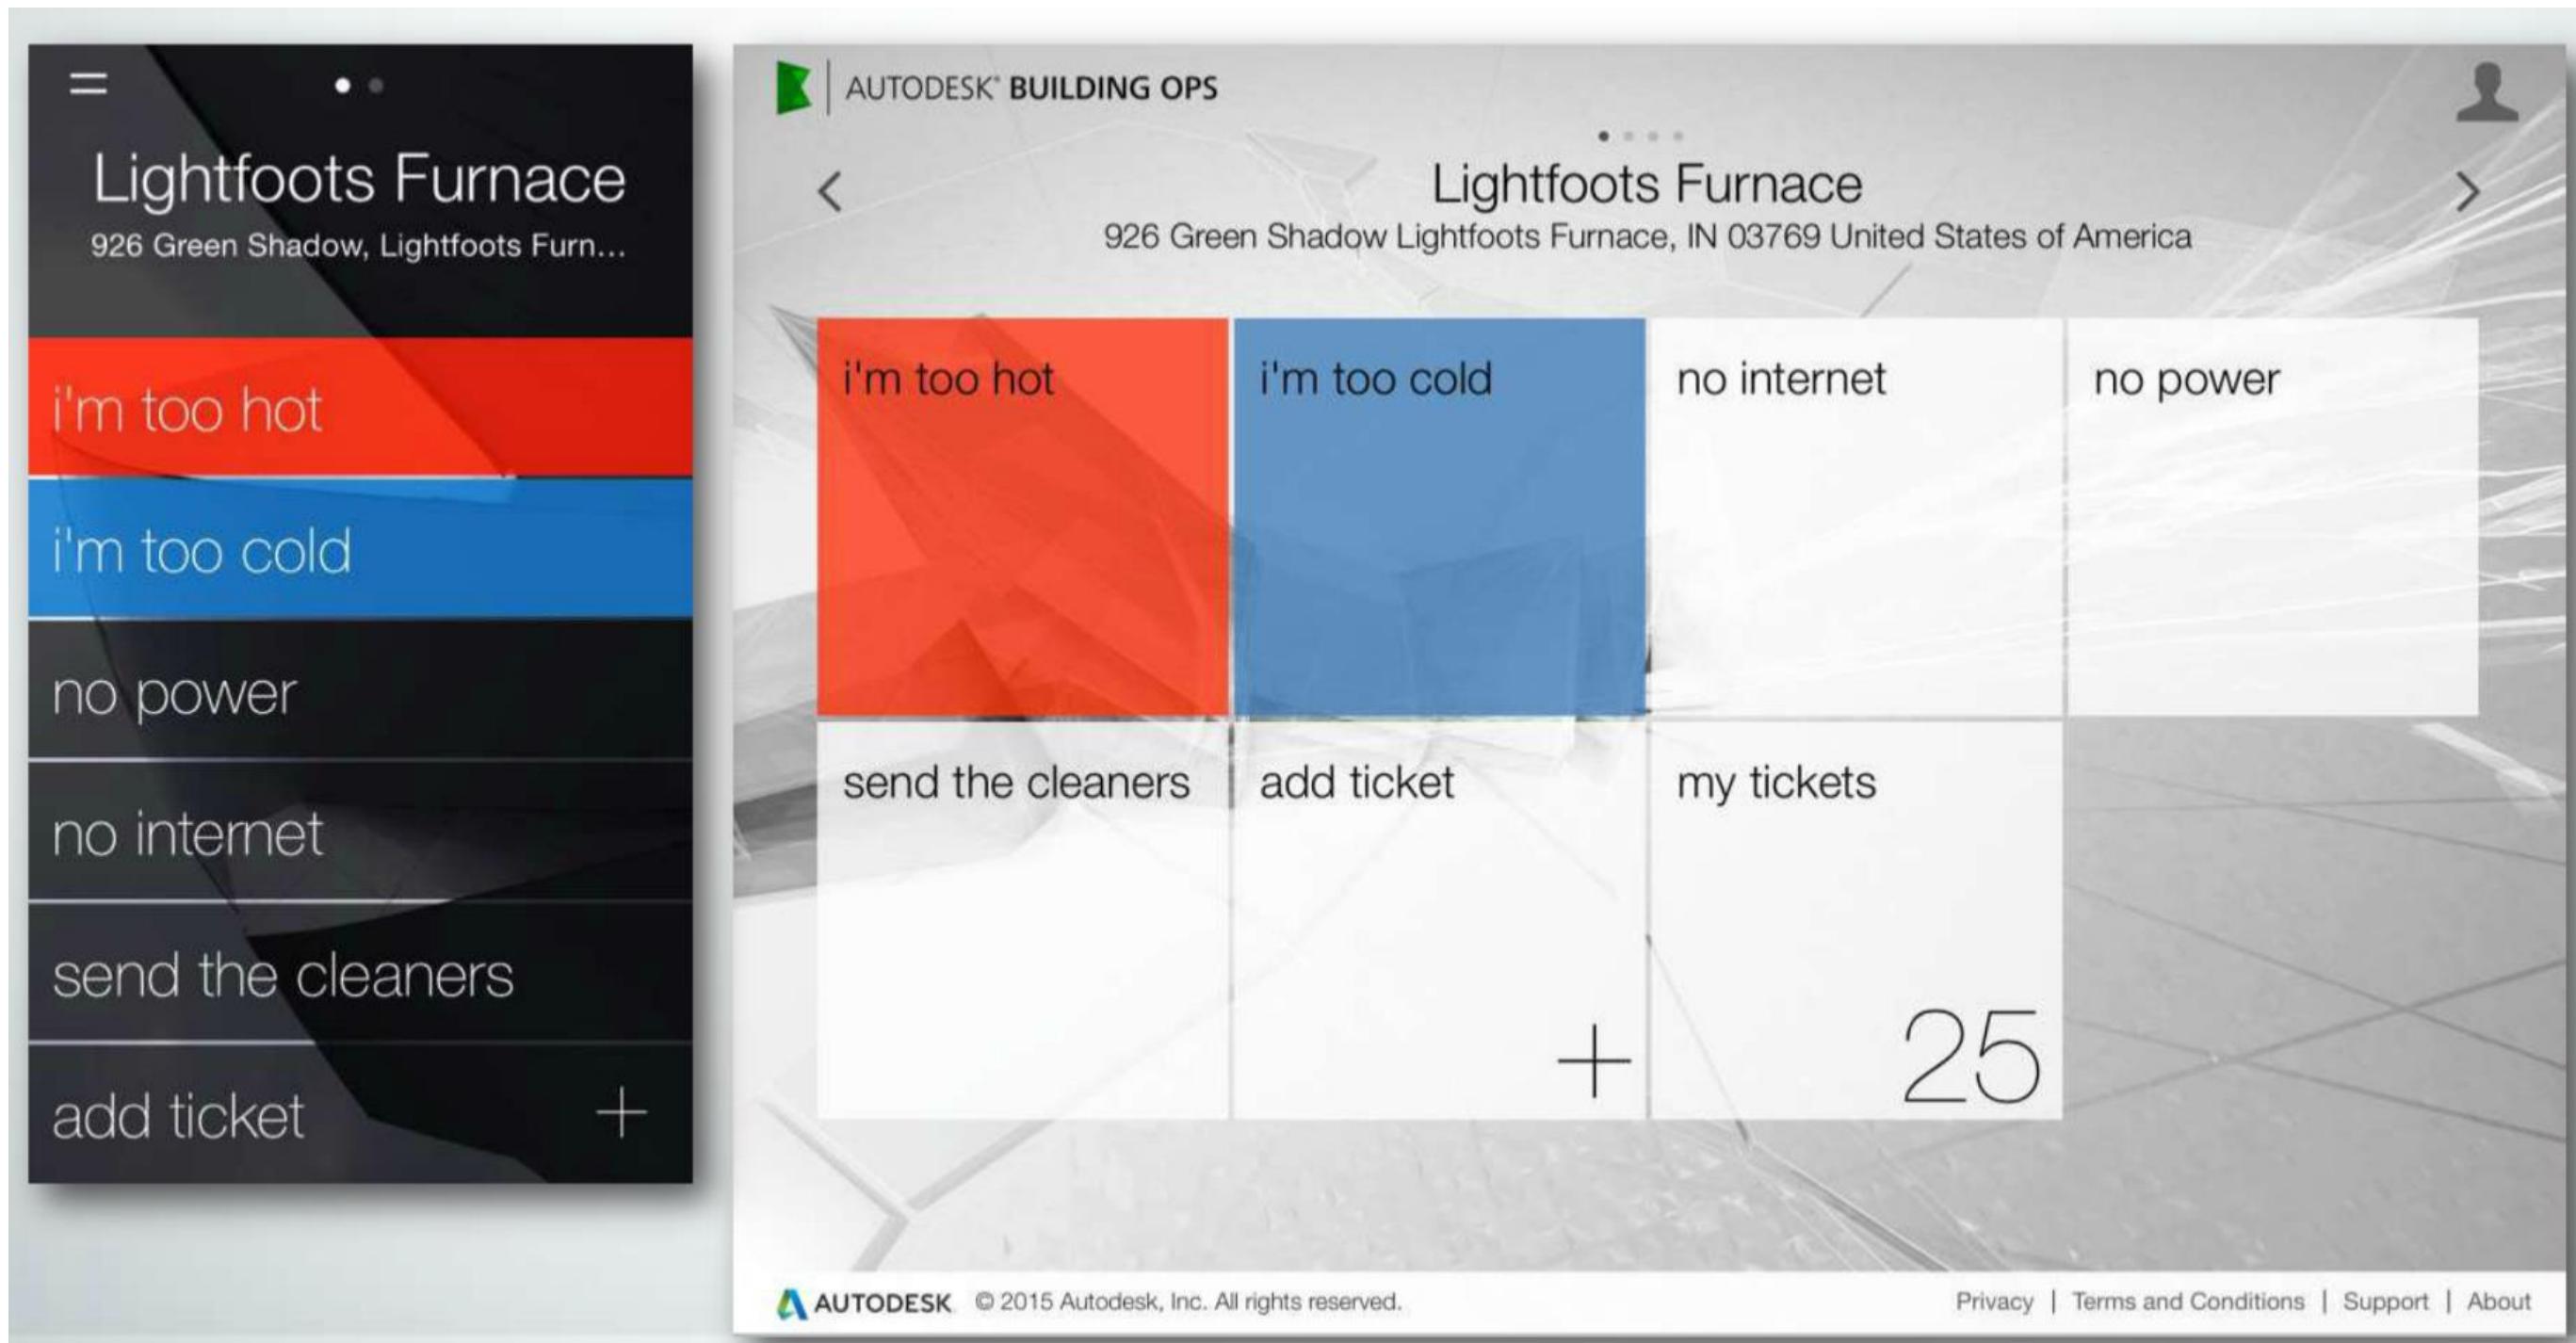 Lightfoots Furnace
926 Green Shadow, Lightfoots Furn...
i'm too hot
i'm too cold
no power
no internet
send the cleaners
add ticket +
AUTODESK® BUILDING OPS
Lightfoots Furnace
926 Green Shadow Lightfoots Furnace, IN 03769 United States of America
i'm too hot
i'm too cold
no internet
no power
send the cleaners
add ticket
+
my tickets
25
AUTODESK © 2015 Autodesk, Inc. All rights reserved.
Privacy | Terms and Conditions | Support | About